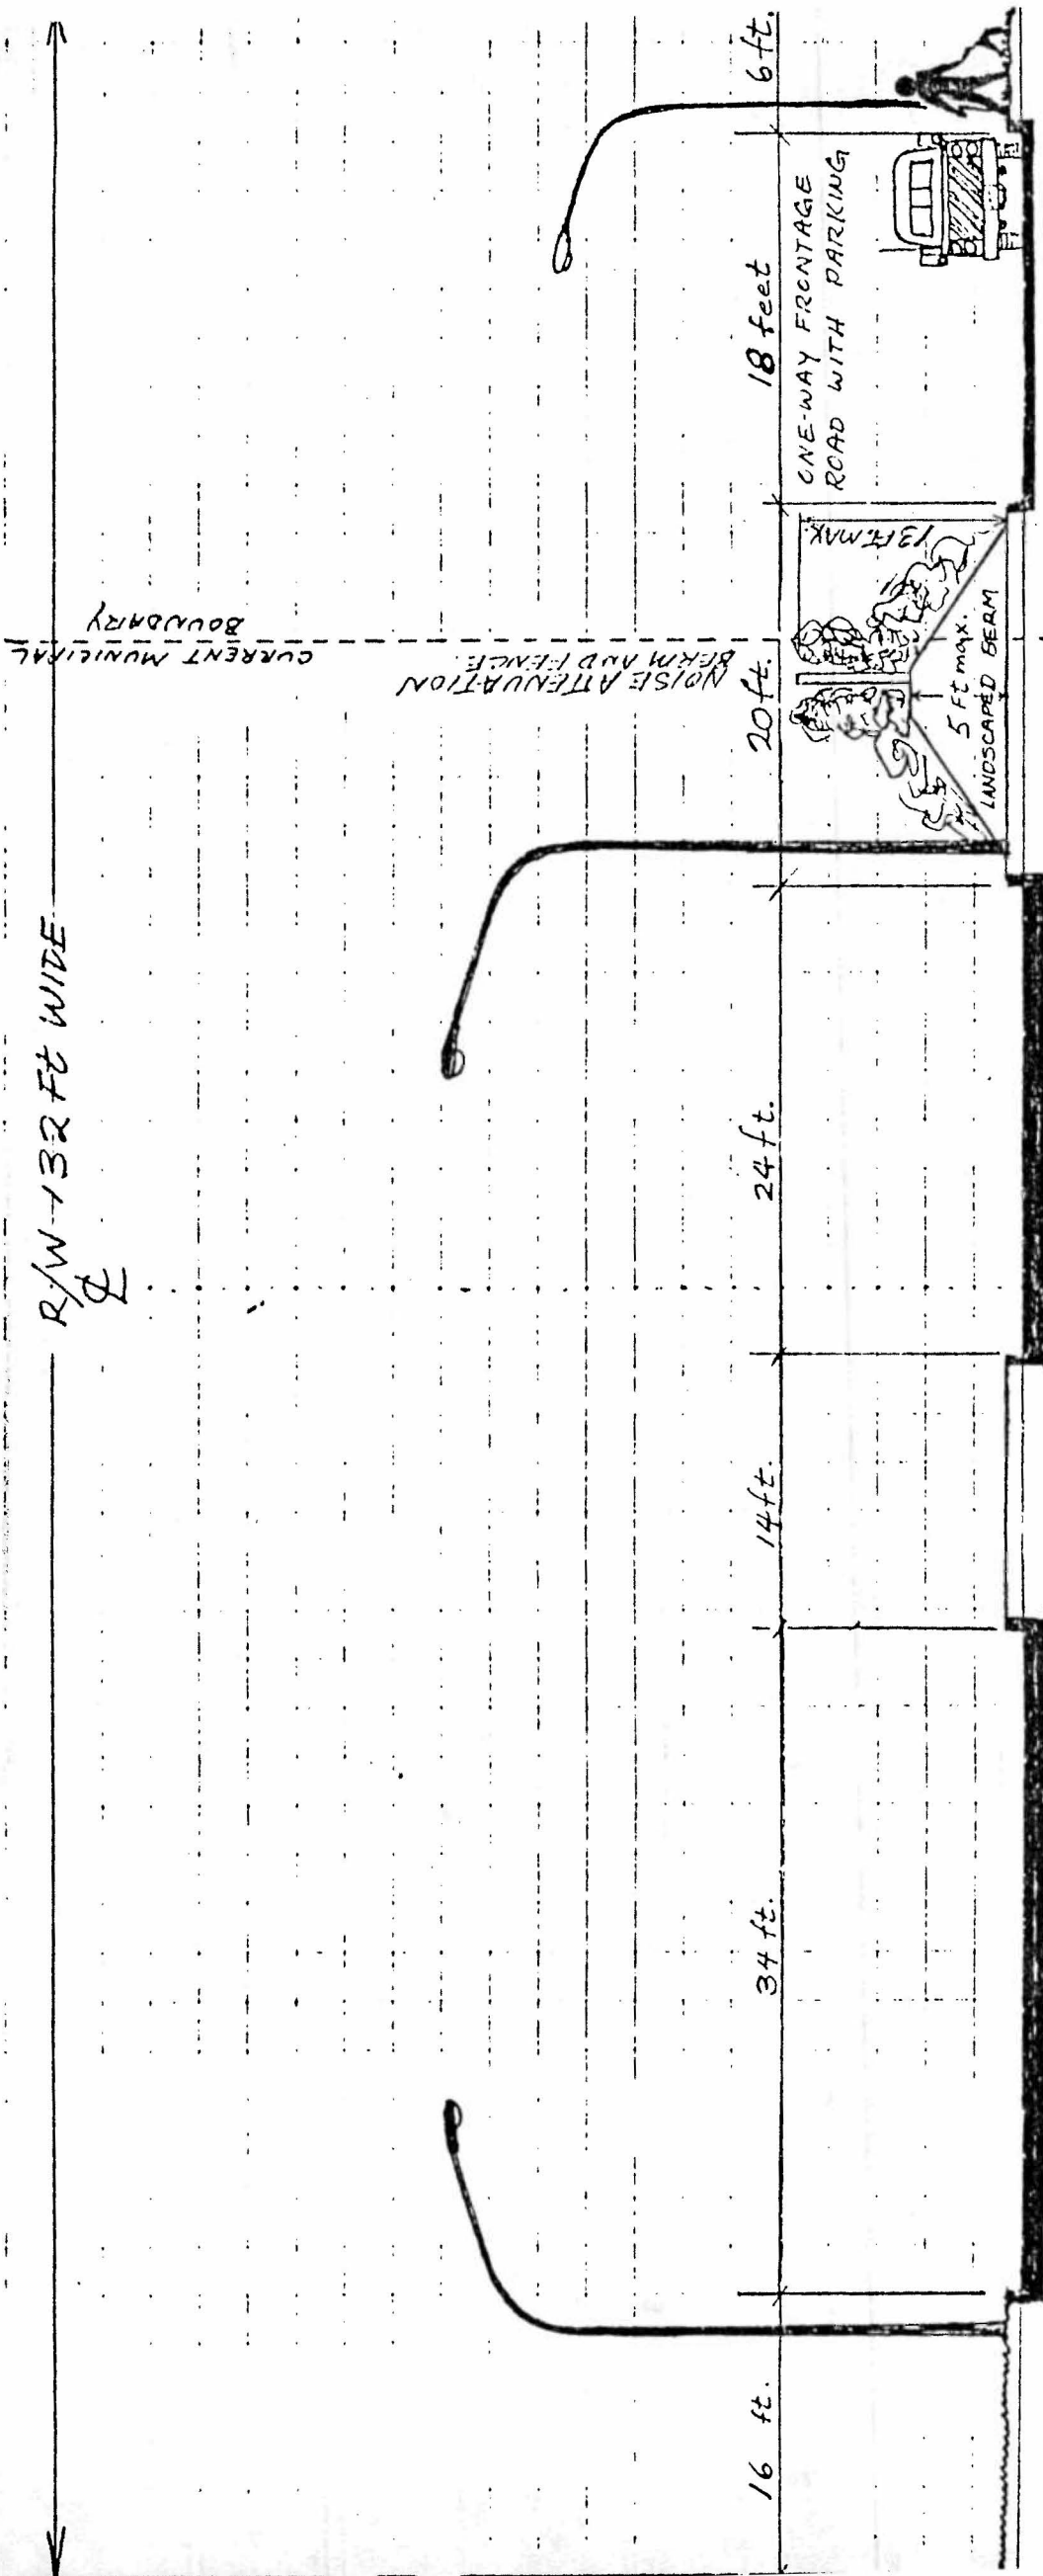 R/W-132 Ft WIDE
℄
CURRENT MUNICIPAL
BOUNDARY
NOISE ATTENUATION
BERM AND FENCE.
16 ft.
34 ft.
14 ft.
24 ft.
20 ft.
18 feet
6 ft.
ONE-WAY FRONTAGE
ROAD WITH PARKING
13 FT. MAX.
5 Ft max.
LANDSCAPED BERM